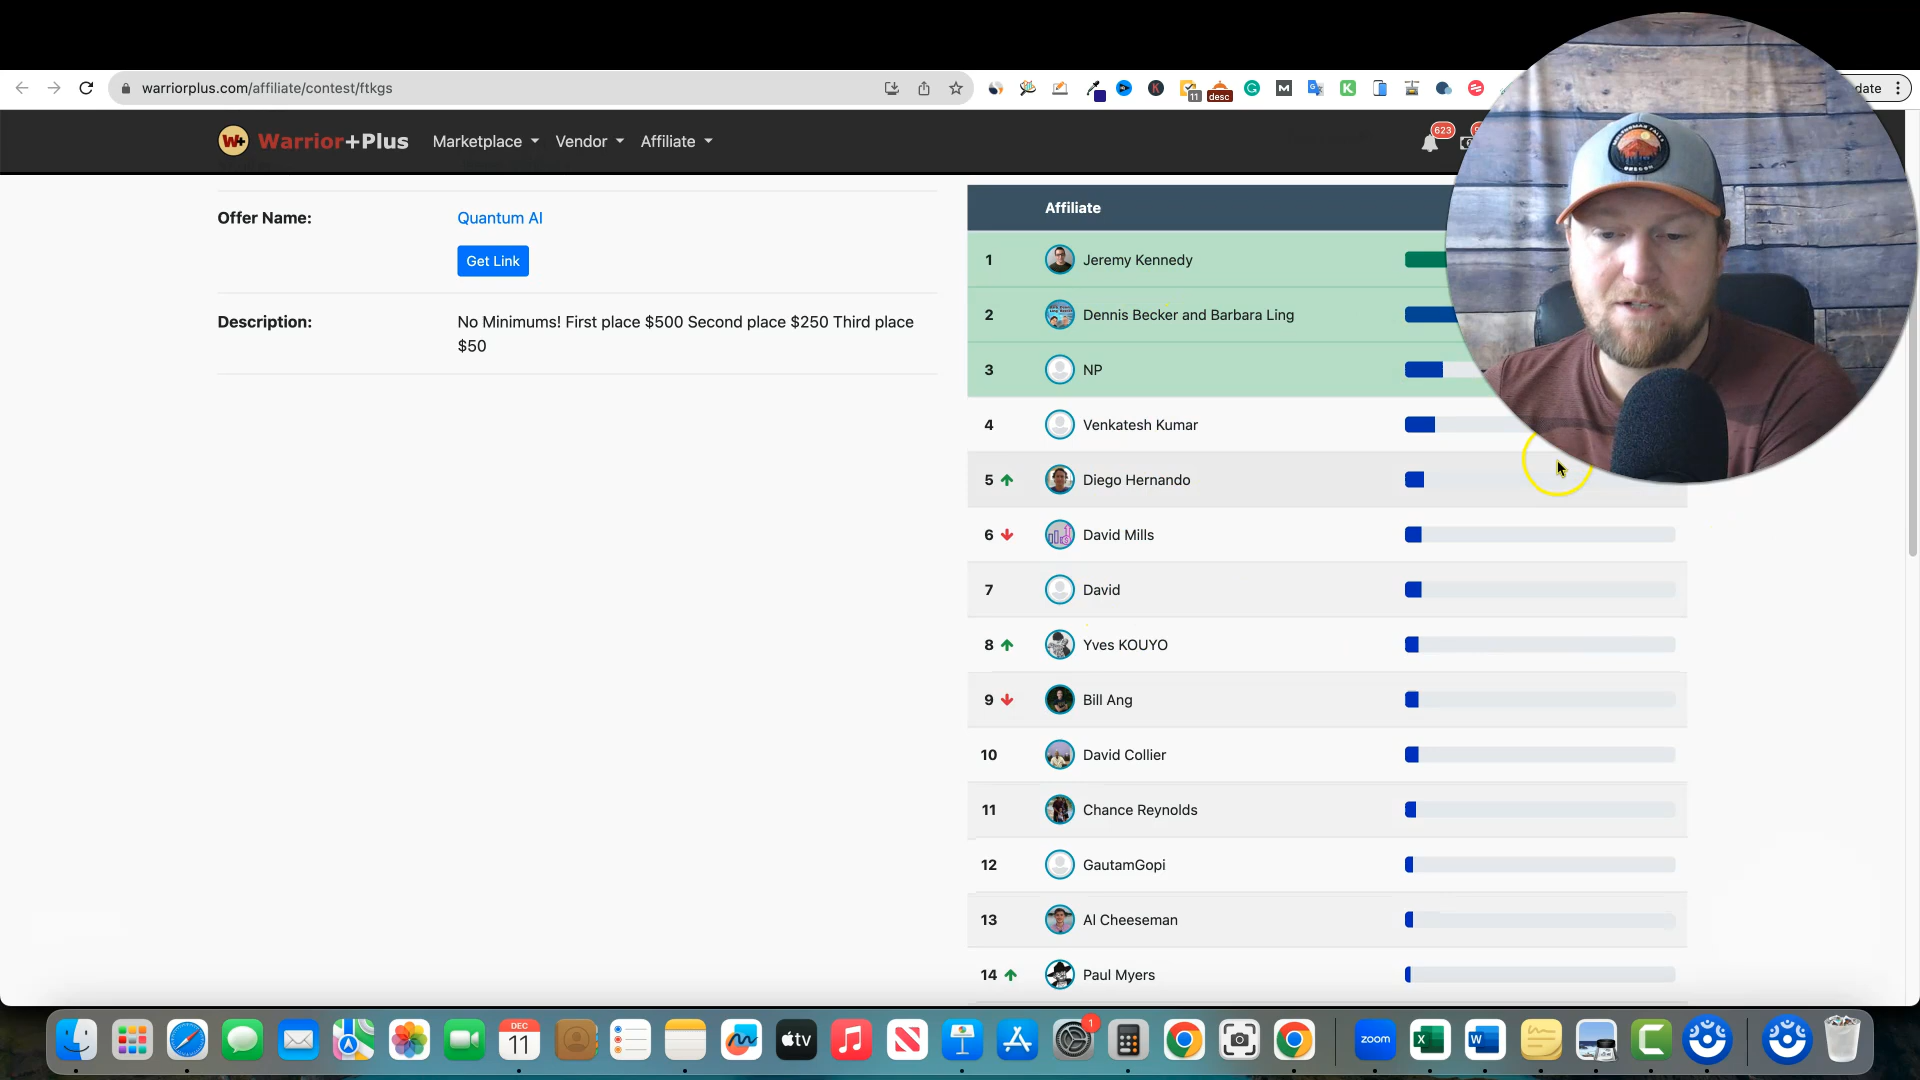 warriorplus.com/affiliate/contest/ftkgs
11
desc
date
W+ Warrior+Plus Marketplace Vendor Affiliate
623
Offer Name: Quantum AI
Get Link
Description: No Minimums! First place $500 Second place $250 Third place
$50
Affiliate
1 Jeremy Kennedy
2 Dennis Becker and Barbara Ling
3 NP
4 Venkatesh Kumar
5 Diego Hernando
6 David Mills
7 David
8 Yves KOUYO
9 Bill Ang
10 David Collier
11 Chance Reynolds
12 GautamGopi
13 Al Cheeseman
14 Paul Myers
DEC
11
tv
1
zoom
X
W